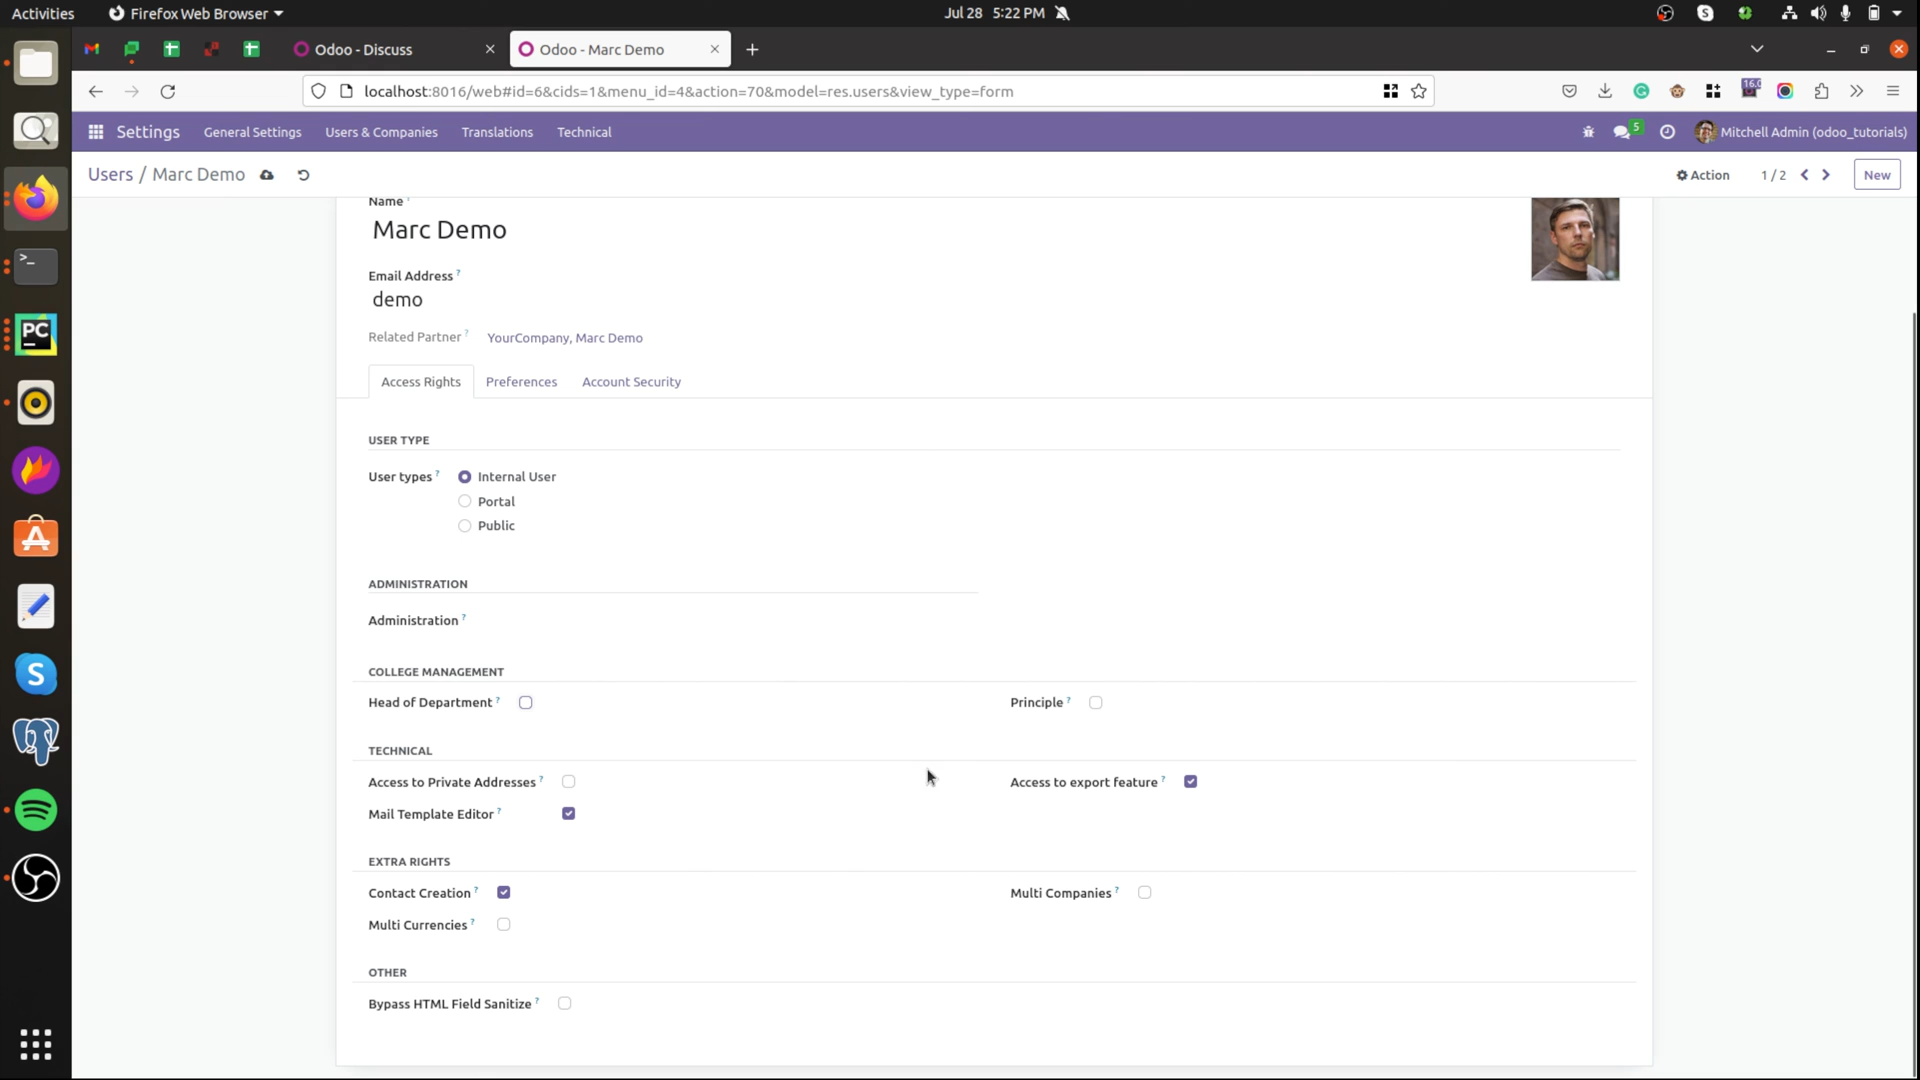 Activities
Firefox Web Browser
Jul 28 5:22 PM
Odoo - Discuss
Odoo - Marc Demo
localhost:8016/web#id=6&cids=1&menu_id=4&action=70&model=res.users&view_type=form
16.0
Settings
General Settings
Users & Companies
Translations
Technical
5
Mitchell Admin (odoo_tutorials)
Users / Marc Demo
Action
1 / 2
New
Name ?
Marc Demo
Email Address ?
demo
Related Partner ?
YourCompany, Marc Demo
Access Rights
Preferences
Account Security
USER TYPE
User types ?
Internal User
Portal
Public
ADMINISTRATION
Administration ?
COLLEGE MANAGEMENT
Head of Department ?
Principle ?
TECHNICAL
Access to Private Addresses ?
Access to export feature ?
Mail Template Editor ?
EXTRA RIGHTS
Contact Creation ?
Multi Companies ?
Multi Currencies ?
OTHER
Bypass HTML Field Sanitize ?